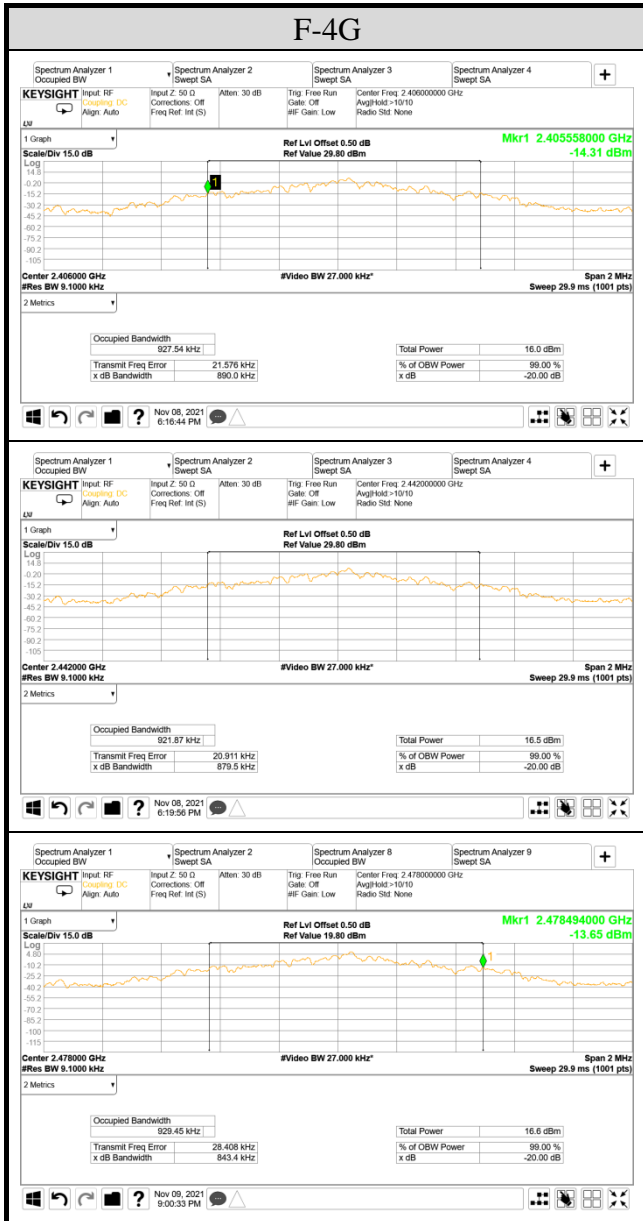 F-4G
Spectrum Analyzer 1
Occupied BW
Spectrum Analyzer 2
Swept SA
Spectrum Analyzer 3
Swept SA
Spectrum Analyzer 4
Swept SA
+
KEYSIGHT
LXI
Input: RF
Coupling: DC
Align: Auto
Input Z: 50 Ω
Corrections: Off
Freq Ref: Int (S)
Atten: 30 dB
Trig: Free Run
Gate: Off
#IF Gain: Low
Center Freq: 2.406000000 GHz
Avg|Hold:>10/10
Radio Std: None
1 Graph
Scale/Div 15.0 dB
Ref Lvl Offset 0.50 dB
Ref Value 29.80 dBm
Mkr1 2.405558000 GHz
-14.31 dBm
Log
14.8
-0.20
-15.2
-30.2
-45.2
-60.2
-75.2
-90.2
-105
1
Center 2.406000 GHz
#Res BW 9.1000 kHz
#Video BW 27.000 kHz*
Span 2 MHz
Sweep 29.9 ms (1001 pts)
2 Metrics
Occupied Bandwidth
927.54 kHz
Transmit Freq Error 21.576 kHz
x dB Bandwidth 890.0 kHz
Total Power 16.0 dBm
% of OBW Power 99.00 %
x dB -20.00 dB
?
Nov 08, 2021
6:16:44 PM
Spectrum Analyzer 1
Occupied BW
Spectrum Analyzer 2
Swept SA
Spectrum Analyzer 3
Swept SA
Spectrum Analyzer 4
Swept SA
+
KEYSIGHT
LXI
Input: RF
Coupling: DC
Align: Auto
Input Z: 50 Ω
Corrections: Off
Freq Ref: Int (S)
Atten: 30 dB
Trig: Free Run
Gate: Off
#IF Gain: Low
Center Freq: 2.442000000 GHz
Avg|Hold:>10/10
Radio Std: None
1 Graph
Scale/Div 15.0 dB
Ref Lvl Offset 0.50 dB
Ref Value 29.80 dBm
Log
14.8
-0.20
-15.2
-30.2
-45.2
-60.2
-75.2
-90.2
-105
Center 2.442000 GHz
#Res BW 9.1000 kHz
#Video BW 27.000 kHz*
Span 2 MHz
Sweep 29.9 ms (1001 pts)
2 Metrics
Occupied Bandwidth
921.87 kHz
Transmit Freq Error 20.911 kHz
x dB Bandwidth 879.5 kHz
Total Power 16.5 dBm
% of OBW Power 99.00 %
x dB -20.00 dB
?
Nov 08, 2021
6:19:56 PM
Spectrum Analyzer 1
Occupied BW
Spectrum Analyzer 2
Swept SA
Spectrum Analyzer 8
Occupied BW
Spectrum Analyzer 9
Swept SA
+
KEYSIGHT
LXI
Input: RF
Coupling: DC
Align: Auto
Input Z: 50 Ω
Corrections: Off
Freq Ref: Int (S)
Atten: 30 dB
Trig: Free Run
Gate: Off
#IF Gain: Low
Center Freq: 2.478000000 GHz
Avg|Hold:>10/10
Radio Std: None
1 Graph
Scale/Div 15.0 dB
Ref Lvl Offset 0.50 dB
Ref Value 19.80 dBm
Mkr1 2.478494000 GHz
-13.65 dBm
Log
4.80
-10.2
-25.2
-40.2
-55.2
-70.2
-85.2
-100
-115
1
Center 2.478000 GHz
#Res BW 9.1000 kHz
#Video BW 27.000 kHz*
Span 2 MHz
Sweep 29.9 ms (1001 pts)
2 Metrics
Occupied Bandwidth
929.45 kHz
Transmit Freq Error 28.408 kHz
x dB Bandwidth 843.4 kHz
Total Power 16.6 dBm
% of OBW Power 99.00 %
x dB -20.00 dB
?
Nov 09, 2021
9:00:33 PM